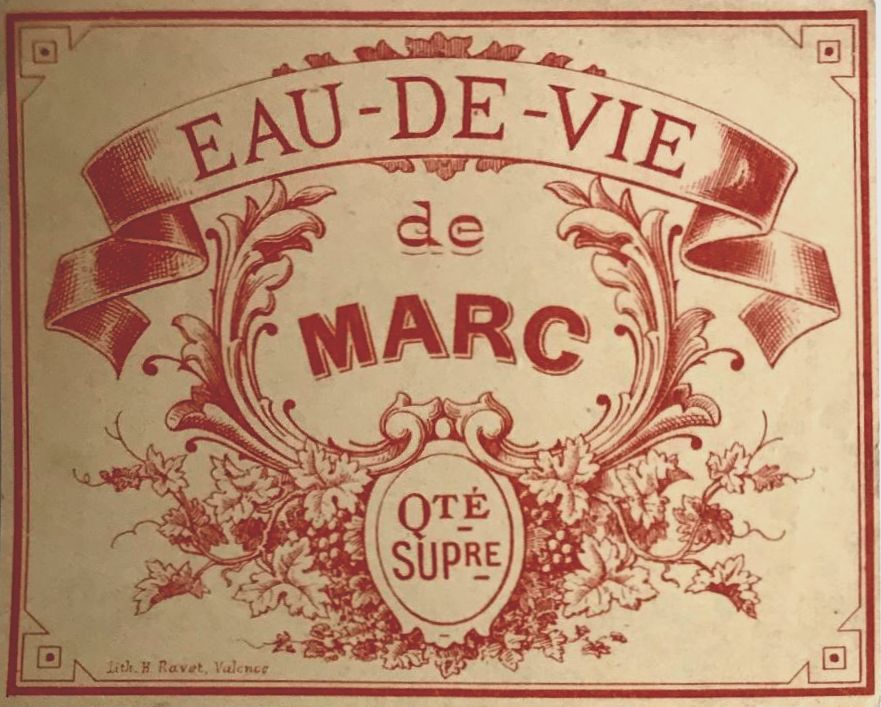 EAU-DE-VIE
de
MARC
QTÉ
SUPRE
Lith. H. Ravet, Valence